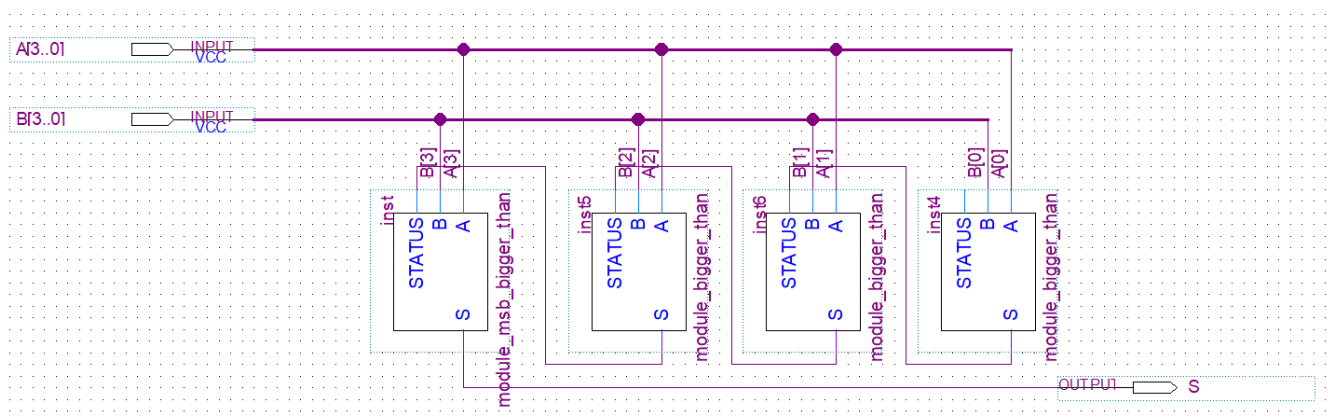 A[3..0] INPUT
VCC
B[3..0] INPUT
VCC
B[3] A[3] B[2] A[2] B[1] A[1] B[0] A[0]
inst STATUS B A module_msb_bigger_than
S
inst5 STATUS B A module_bigger_than
S
inst6 STATUS B A module_bigger_than
S
inst4 STATUS B A module_bigger_than
S
OUTPUT S